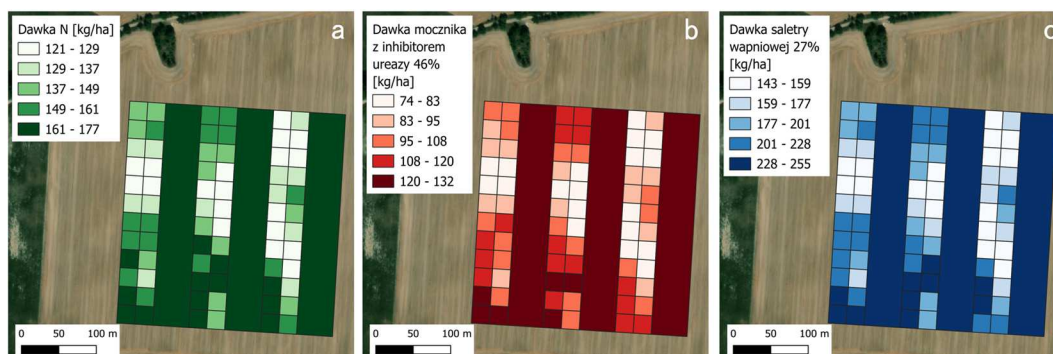 Dawka N [kg/ha]
121 - 129
129 - 137
137 - 149
149 - 161
161 - 177
a
0 50 100 m
Dawka mocznika
z inhibitorem
ureazy 46%
[kg/ha]
74 - 83
83 - 95
95 - 108
108 - 120
120 - 132
b
0 50 100 m
Dawka saletry
wapniowej 27%
[kg/ha]
143 - 159
159 - 177
177 - 201
201 - 228
228 - 255
c
0 50 100 m